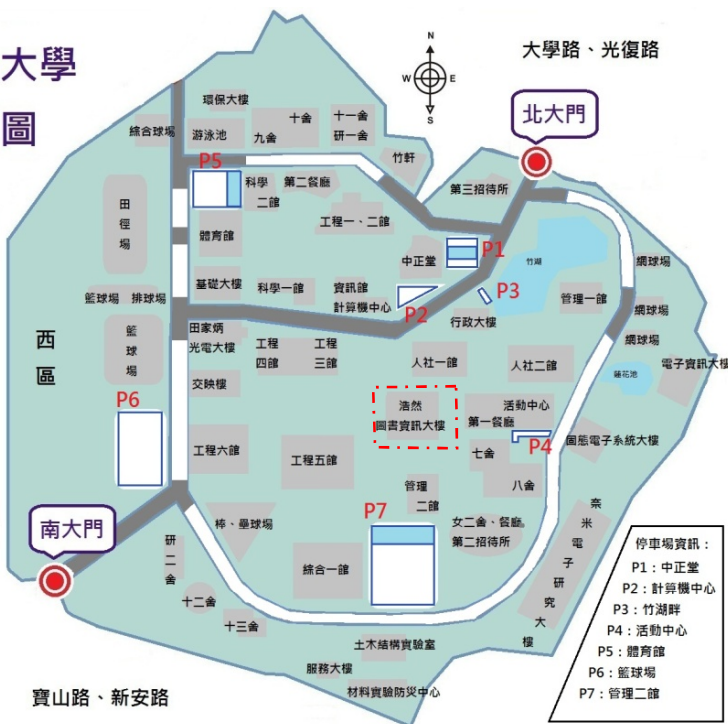 大學
圖
大學路、光復路
N
W
E
S
北大門
環保大樓
十舍
十一舍
綜合球場
游泳池
九舍
研一舍
竹軒
P5
科學
二館
第二餐廳
第三招待所
田
徑
場
工程一、二館
體育館
中正堂
P1
竹湖
網球場
基礎大樓
科學一館
資訊館
計算機中心
P2
P3
管理一館
籃球場
排球場
行政大樓
網球場
西
區
籃
球
場
田家炳
光電大樓
工程
四館
工程
三館
人社一館
人社二館
網球場
電子資訊大樓
蓮花池
交映樓
P6
浩然
圖書資訊大樓
活動中心
第一餐廳
P4
固態電子系統大樓
工程六館
工程五館
七舍
八舍
管理
二館
P7
南大門
棒、壘球場
女二舍、餐廳
第二招待所
奈
米
電
子
研
究
大
樓
研
二
舍
綜合一館
十二舍
十三舍
土木結構實驗室
服務大樓
材料實驗防災中心
寶山路、新安路
停車場資訊：
P1：中正堂
P2：計算機中心
P3：竹湖畔
P4：活動中心
P5：體育館
P6：籃球場
P7：管理二館